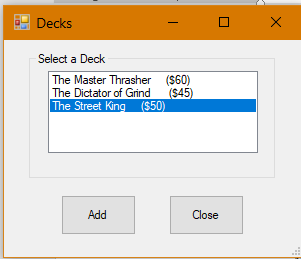 Decks
Select a Deck
The Master Thrasher ($60)
The Dictator of Grind ($45)
The Street King ($50)
Add
Close